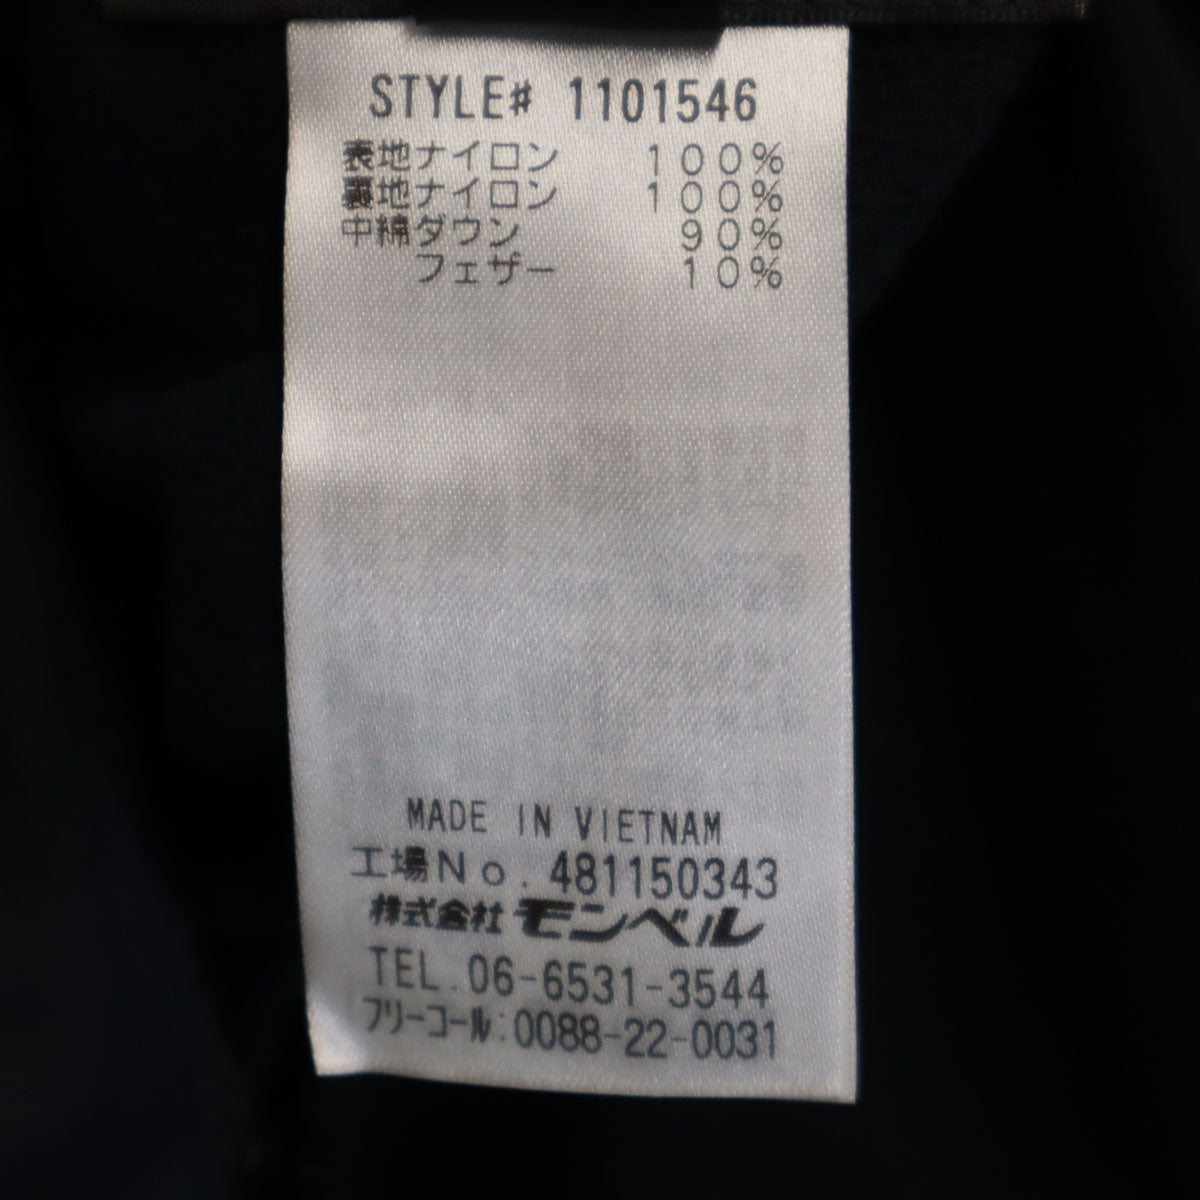 STYLE# 1101546
表地ナイロン 100%
裏地ナイロン 100%
中綿ダウン 90%
フェザー 10%
MADE IN VIETNAM
工場No. 481150343
株式会社モンベル
TEL.06-6531-3544
フリーコール:0088-22-0031